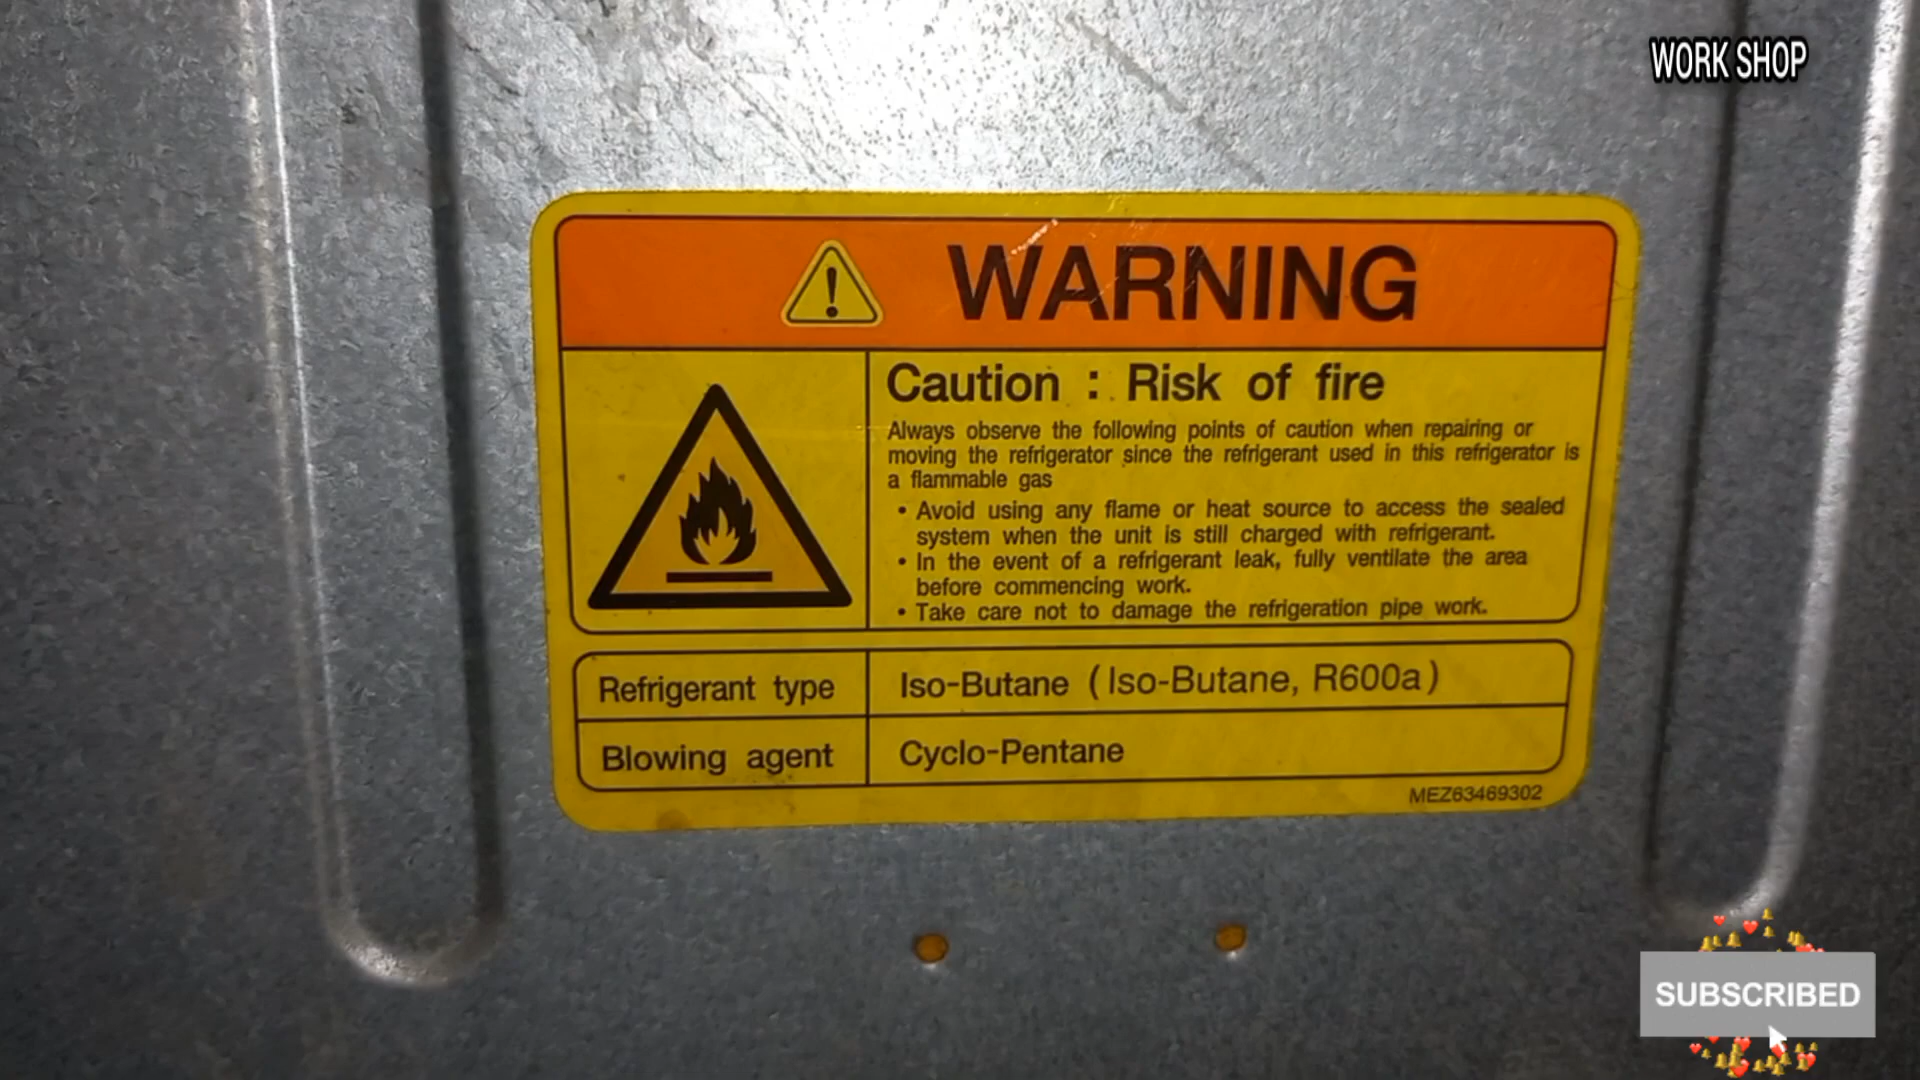 WORK SHOP
WARNING
Caution : Risk of fire
Always observe the following points of caution when repairing or
moving the refrigerator since the refrigerant used in this refrigerator is
a flammable gas
• Avoid using any flame or heat source to access the sealed
system when the unit is still charged with refrigerant.
• In the event of a refrigerant leak, fully ventilate the area
before commencing work.
• Take care not to damage the refrigeration pipe work.
Refrigerant type Iso-Butane (Iso-Butane, R600a)
Blowing agent Cyclo-Pentane
MEZ63469302
SUBSCRIBED